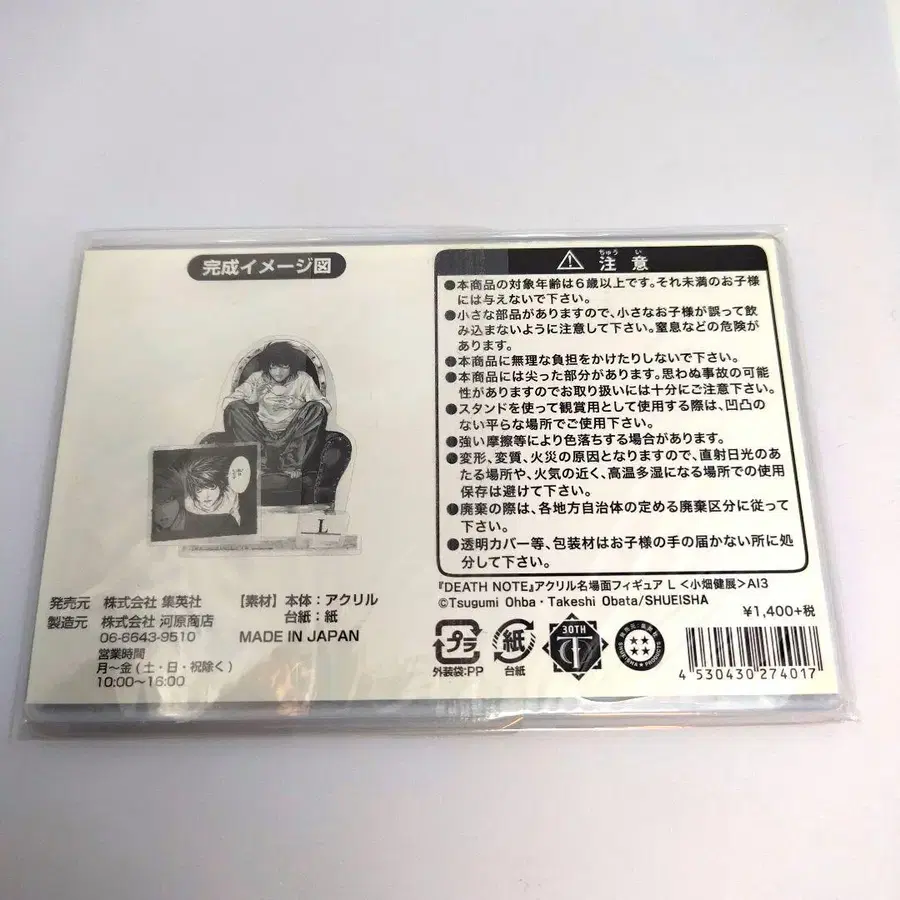 完成イメージ図
L
発売元 株式会社 集英社
製造元 株式会社 河原商店
06-6643-9510
営業時間
月〜金(土・日・祝除く)
10:00〜16:00
【素材】本体:アクリル
台紙:紙
MADE IN JAPAN
ちゅう い
注 意
●本商品の対象年齢は6歳以上です。それ未満のお子様
には与えないで下さい。
●小さな部品がありますので、小さなお子様が誤って飲
み込まないように注意して下さい。窒息などの危険が
あります。
●本商品に無理な負担をかけたりしないで下さい。
●本商品には尖った部分があります。思わぬ事故の可能
性がありますのでお取り扱いには十分にご注意下さい。
●スタンドを使って観賞用として使用する際は、凹凸の
ない平らな場所でご使用下さい。
●強い摩擦等により色落ちする場合があります。
●変形、変質、火災の原因となりますので、直射日光のあ
たる場所や、火気の近く、高温多湿になる場所での使用
保存は避けて下さい。
●廃棄の際は、各地方自治体の定める廃棄区分に従って
下さい。
●透明カバー等、包装材はお子様の手の届かない所に処
分して下さい。
『DEATH NOTE』アクリル名場面フィギュア L <小畑健展> AI3
©Tsugumi Ohba・Takeshi Obata/SHUEISHA
¥1,400+税
プラ
外装袋:PP
紙
台紙
30TH
4 530430 274017